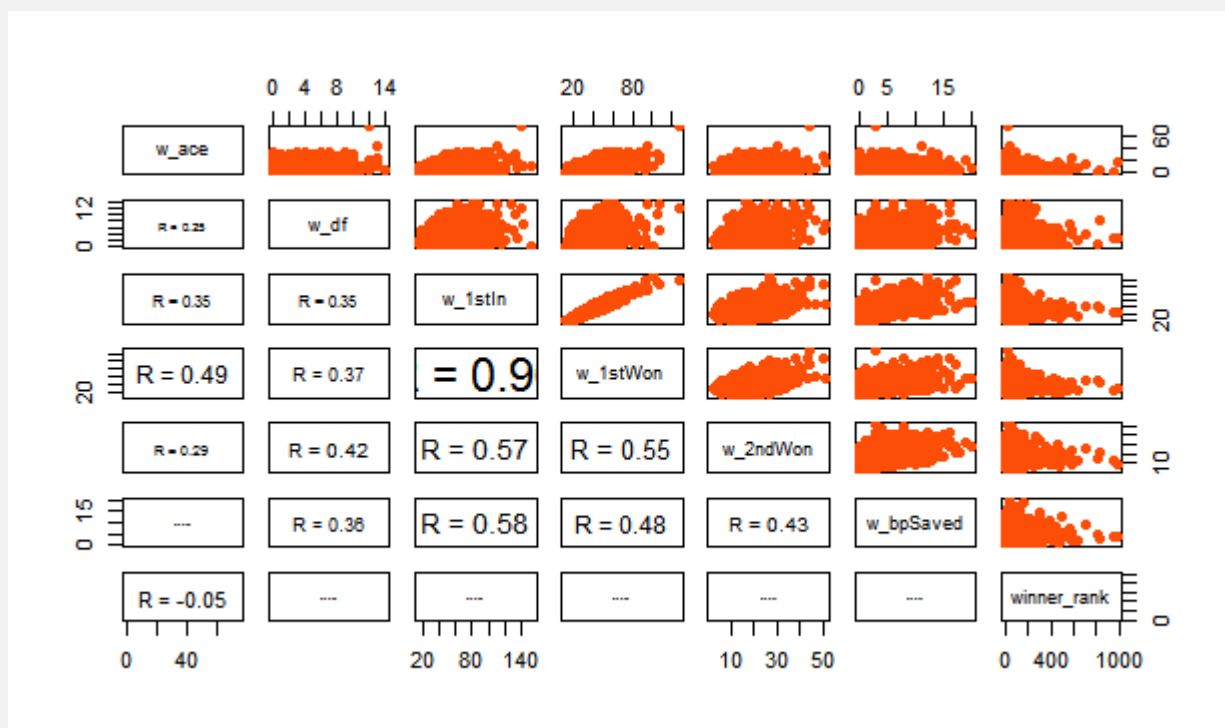 0 4 8 14 20 80 0 5 15
w_ace 60 0
12 0 R = 0.25 w_df
R = 0.35 R = 0.35 w_1stIn 20
20 R = 0.49 R = 0.37 = 0.9 w_1stWon
R = 0.29 R = 0.42 R = 0.57 R = 0.55 w_2ndWon 10
15 0 R = 0.36 R = 0.58 R = 0.48 R = 0.43 w_bpSaved
R = -0.05 winner_rank 0
0 40 20 80 140 10 30 50 0 400 1000